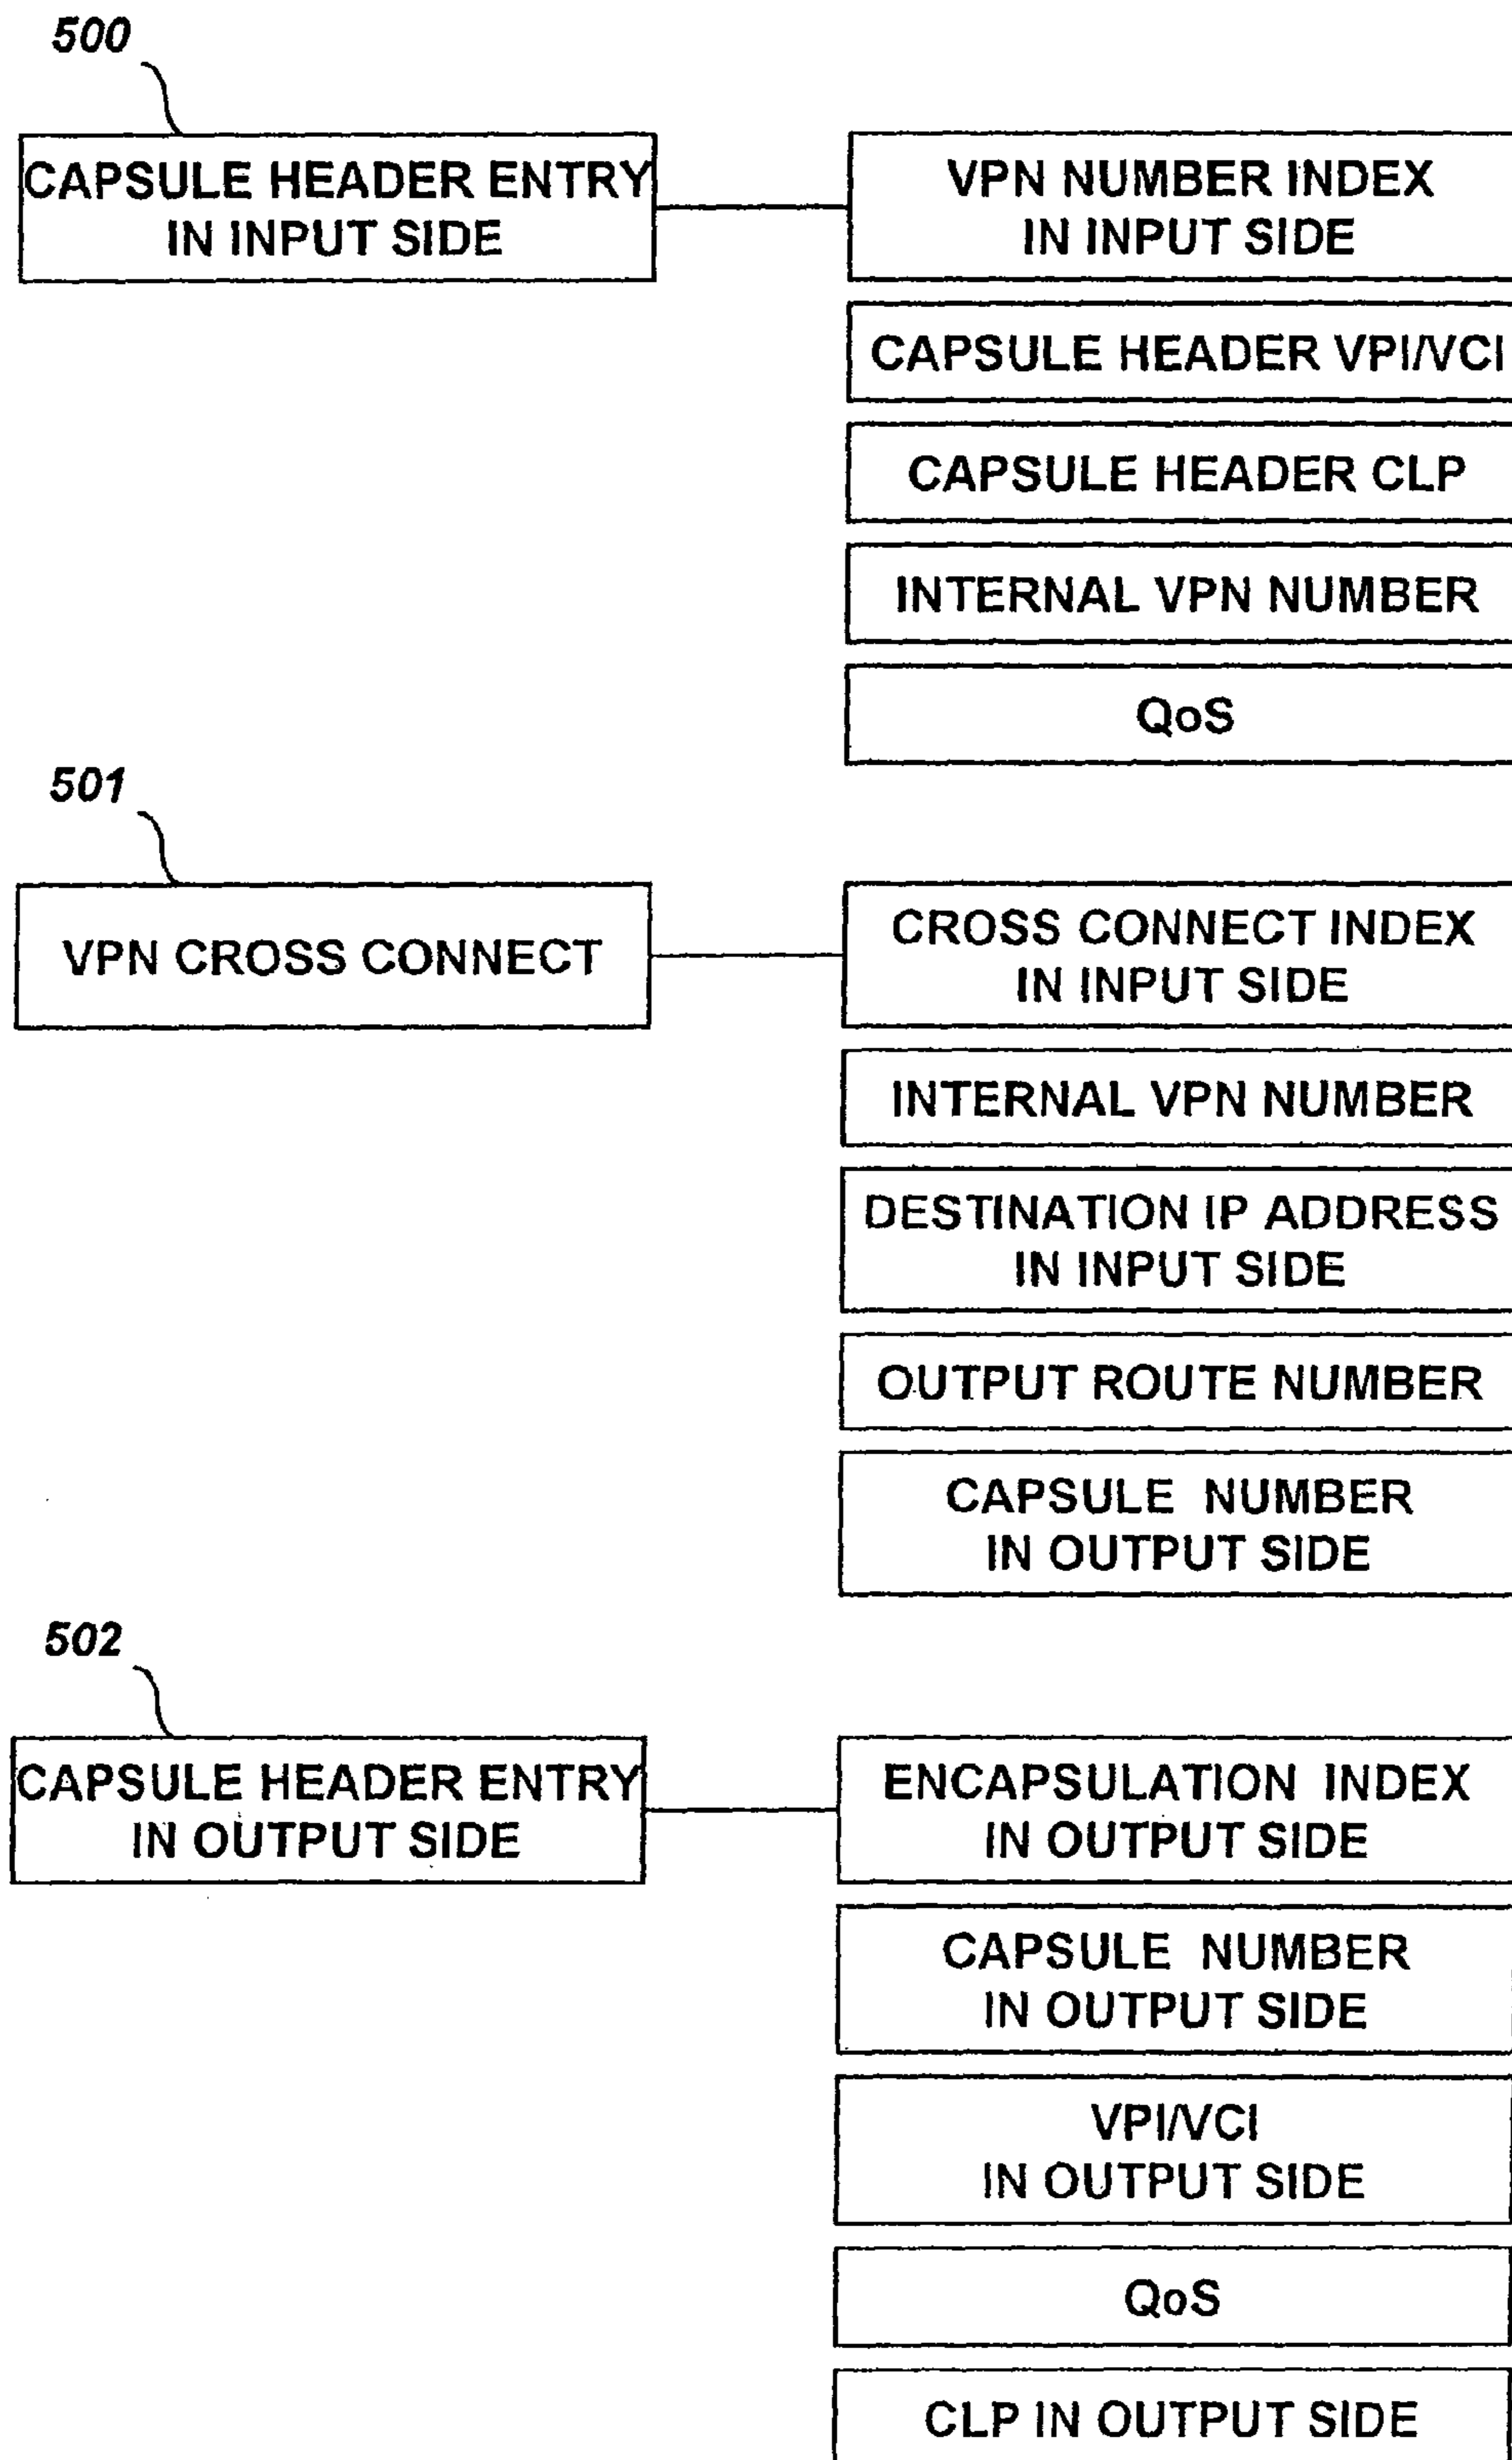 500
CAPSULE HEADER ENTRY
IN INPUT SIDE
VPN NUMBER INDEX
IN INPUT SIDE
CAPSULE HEADER VPI/VCI
CAPSULE HEADER CLP
INTERNAL VPN NUMBER
QoS
501
VPN CROSS CONNECT
CROSS CONNECT INDEX
IN INPUT SIDE
INTERNAL VPN NUMBER
DESTINATION IP ADDRESS
IN INPUT SIDE
OUTPUT ROUTE NUMBER
CAPSULE NUMBER
IN OUTPUT SIDE
502
CAPSULE HEADER ENTRY
IN OUTPUT SIDE
ENCAPSULATION INDEX
IN OUTPUT SIDE
CAPSULE NUMBER
IN OUTPUT SIDE
VPI/VCI
IN OUTPUT SIDE
QoS
CLP IN OUTPUT SIDE